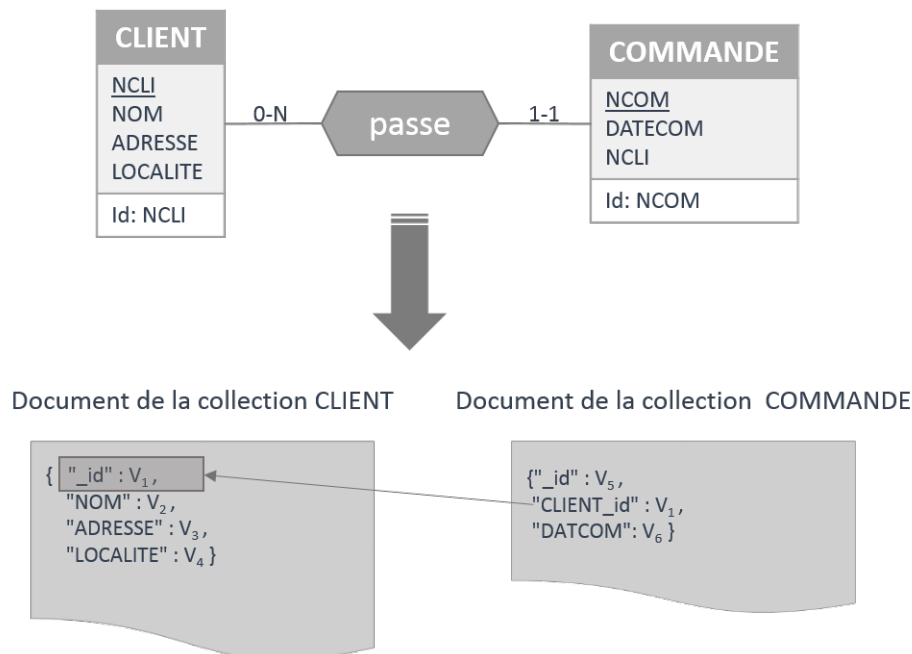 CLIENT
NCLI
NOM
ADRESSE
LOCALITE
Id: NCLI
0-N
passe
1-1
COMMANDE
NCOM
DATECOM
NCLI
Id: NCOM
Document de la collection CLIENT
Document de la collection COMMANDE
{ "_id" : V₁ ,
"NOM" : V₂ ,
"ADRESSE" : V₃ ,
"LOCALITE" : V₄ }
{"_id" : V₅ ,
"CLIENT_id" : V₁ ,
"DATCOM": V₆ }